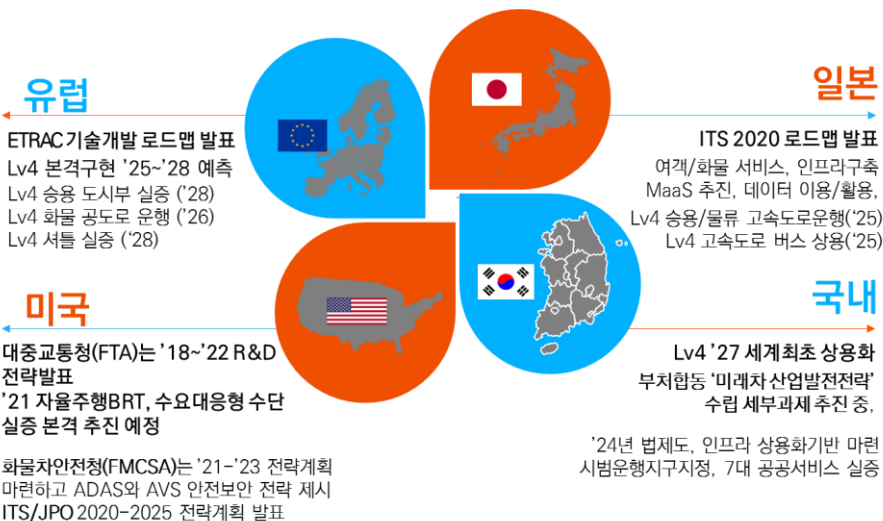 유럽
ETRAC 기술개발 로드맵 발표
Lv4 본격구현 ’25~’28 예측
Lv4 승용 도시부 실증 (’28)
Lv4 화물 공도로 운행 (’26)
Lv4 셔틀 실증 (‘28)
일본
ITS 2020 로드맵 발표
여객/화물 서비스, 인프라구축
MaaS 추진, 데이터 이용/활용,
Lv4 승용/물류 고속도로운행(‘25)
Lv4 고속도로 버스 상용(‘25)
미국
대중교통청(FTA)는 ’18~’22 R&D
전략발표
’21 자율주행BRT, 수요대응형 수단
실증 본격 추진 예정
화물차안전청(FMCSA)는 ’21-’23 전략계획
마련하고 ADAS와 AVS 안전보안 전략 제시
ITS/JPO 2020-2025 전략계획 발표
국내
Lv4 ’27 세계최초 상용화
부처합동 ‘미래차 산업발전전략’
수립 세부과제 추진 중,
’24년 법제도, 인프라 상용화기반 마련
시범운행지구지정, 7대 공공서비스 실증